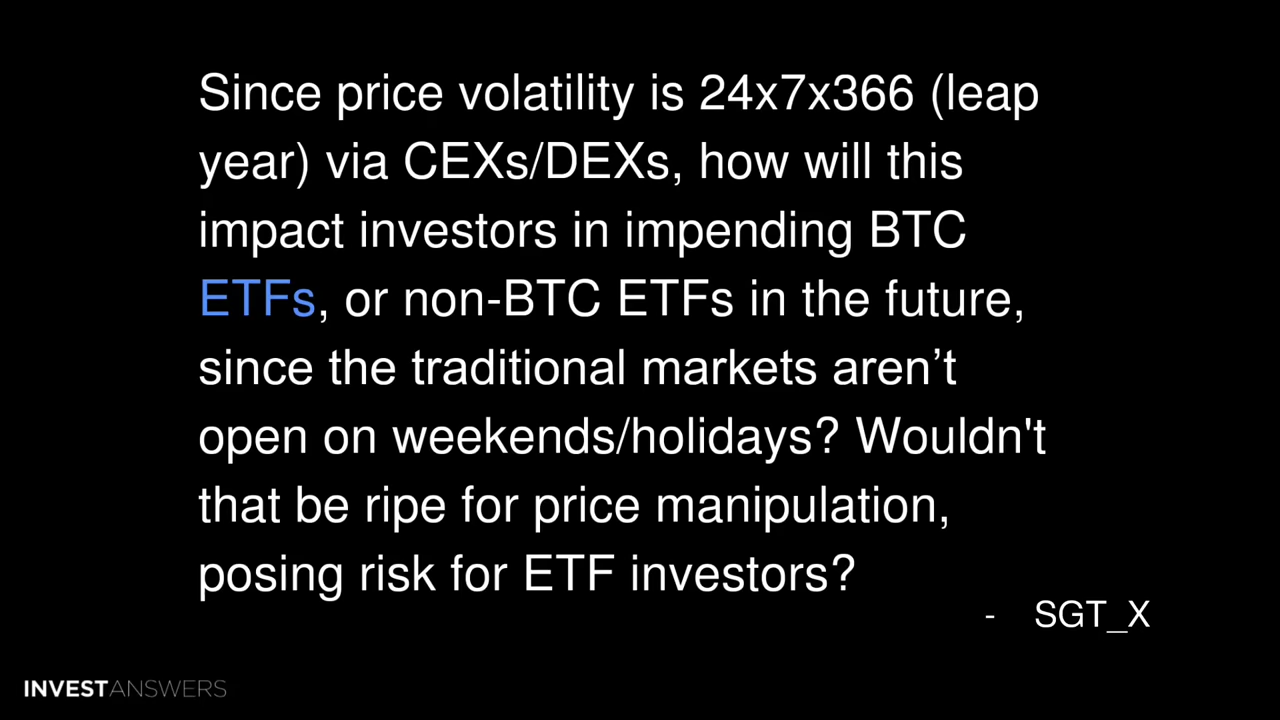 Since price volatility is 24x7x366 (leap
year) via CEXs/DEXs, how will this
impact investors in impending BTC
ETFs, or non-BTC ETFs in the future,
since the traditional markets aren’t
open on weekends/holidays? Wouldn't
that be ripe for price manipulation,
posing risk for ETF investors?
- SGT_X
INVESTANSWERS